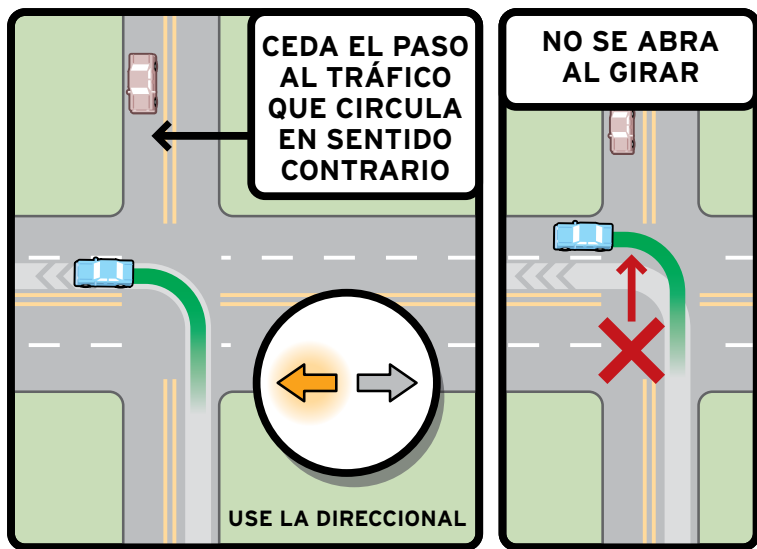 CEDA EL PASO
AL TRÁFICO
QUE CIRCULA
EN SENTIDO
CONTRARIO
USE LA DIRECCIONAL
NO SE ABRA
AL GIRAR